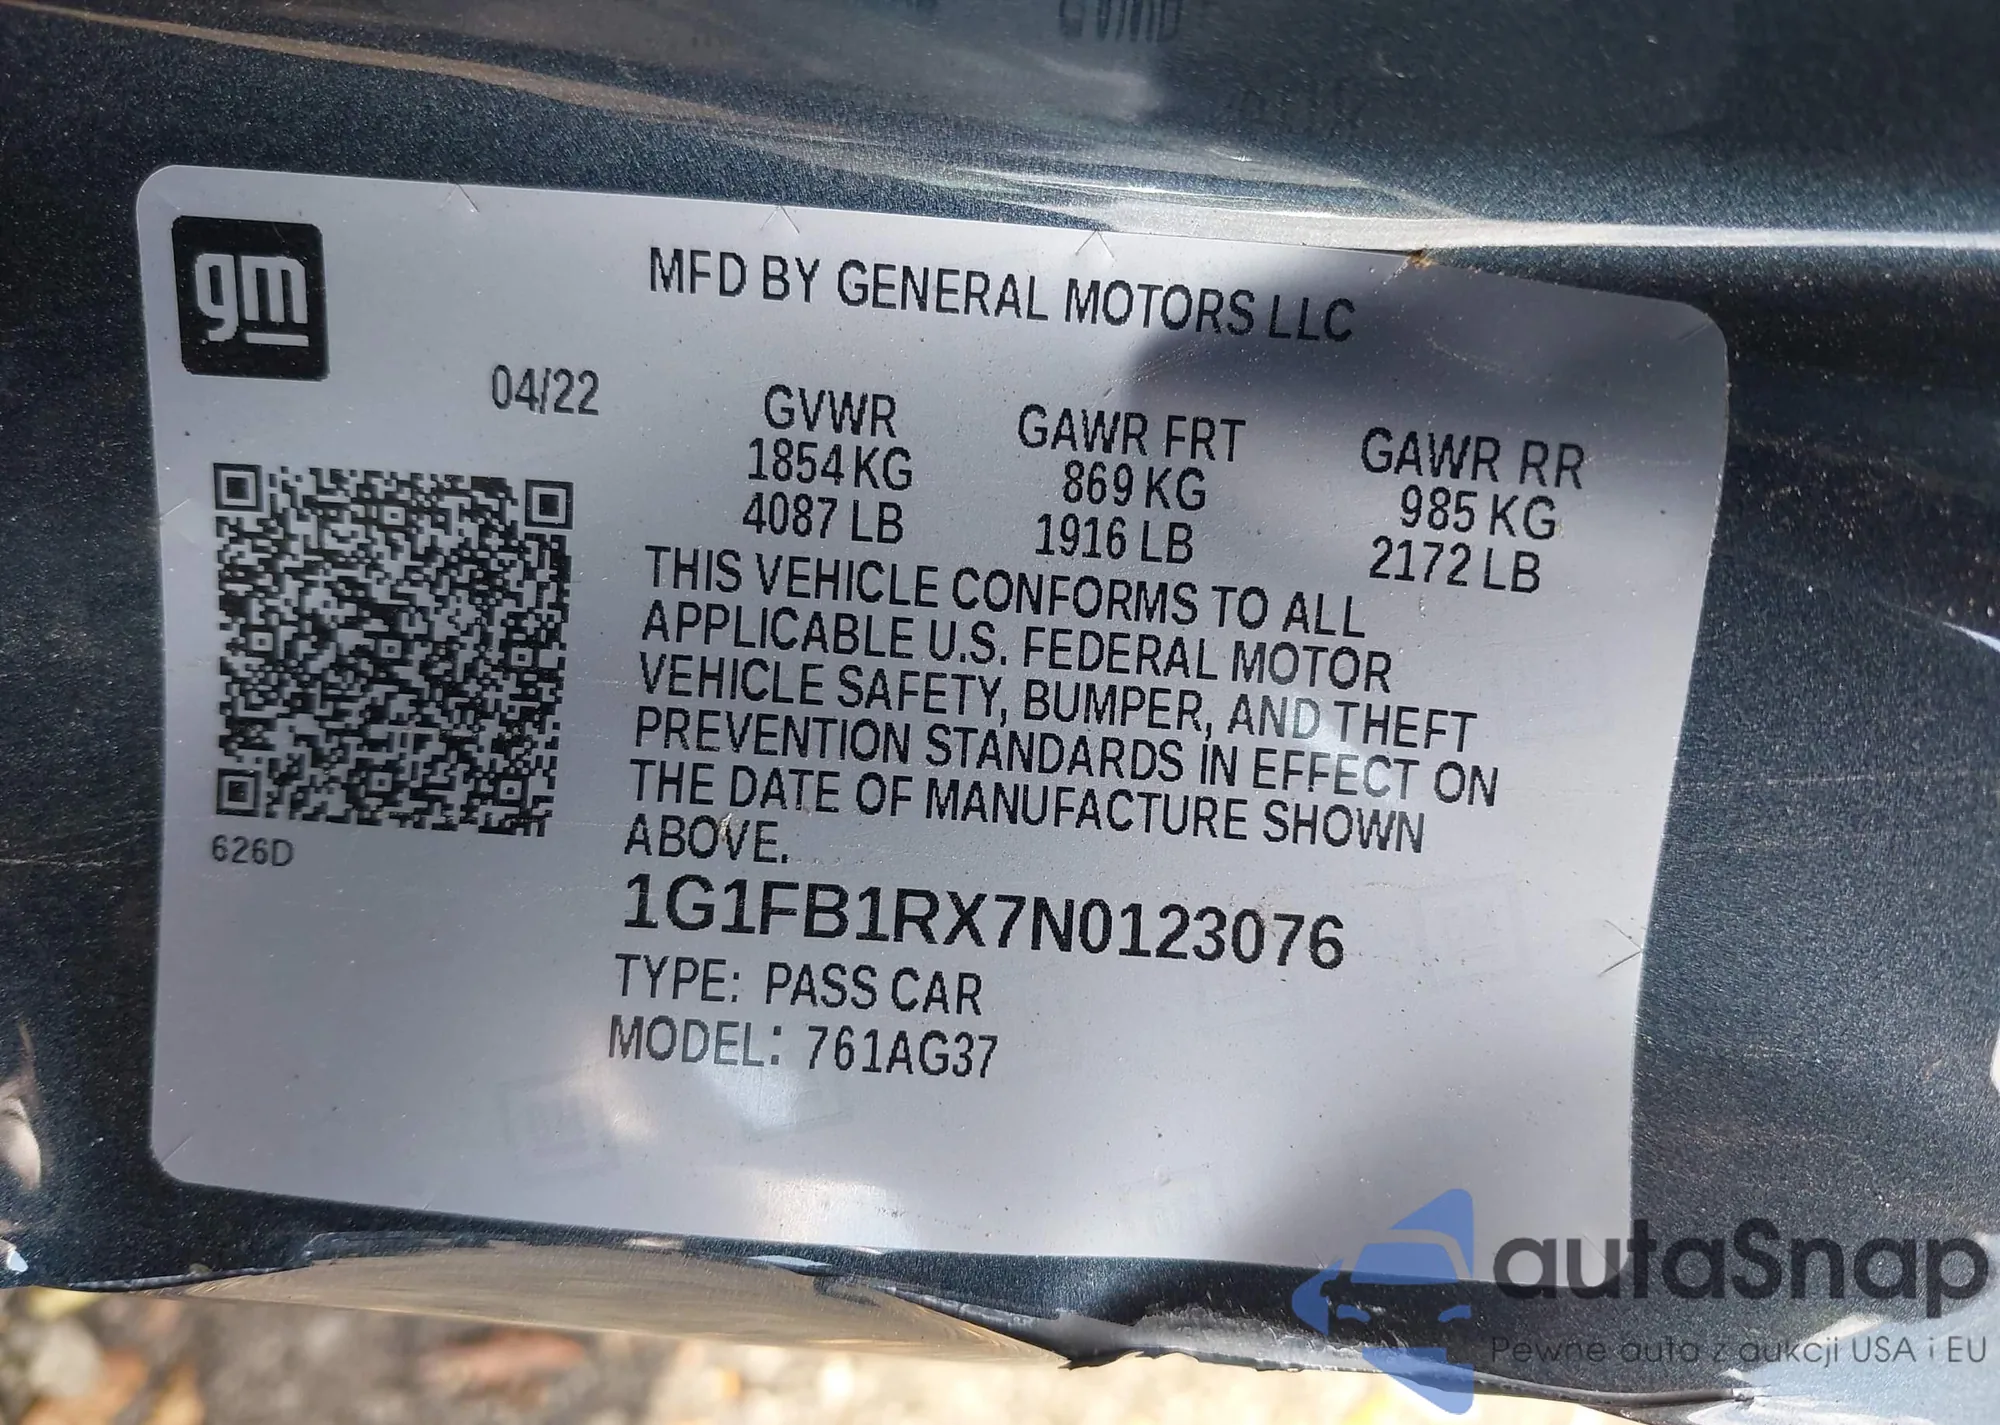 gm
MFD BY GENERAL MOTORS LLC
04/22
GVWR GAWR FRT GAWR RR
1854 KG 869 KG 985 KG
4087 LB 1916 LB 2172 LB
THIS VEHICLE CONFORMS TO ALL
APPLICABLE U.S. FEDERAL MOTOR
VEHICLE SAFETY, BUMPER, AND THEFT
PREVENTION STANDARDS IN EFFECT ON
THE DATE OF MANUFACTURE SHOWN
ABOVE.
626D
1G1FB1RX7N0123076
TYPE: PASS CAR
MODEL: 761AG37
autaSnap
Pewne auta z aukcji USA i EU